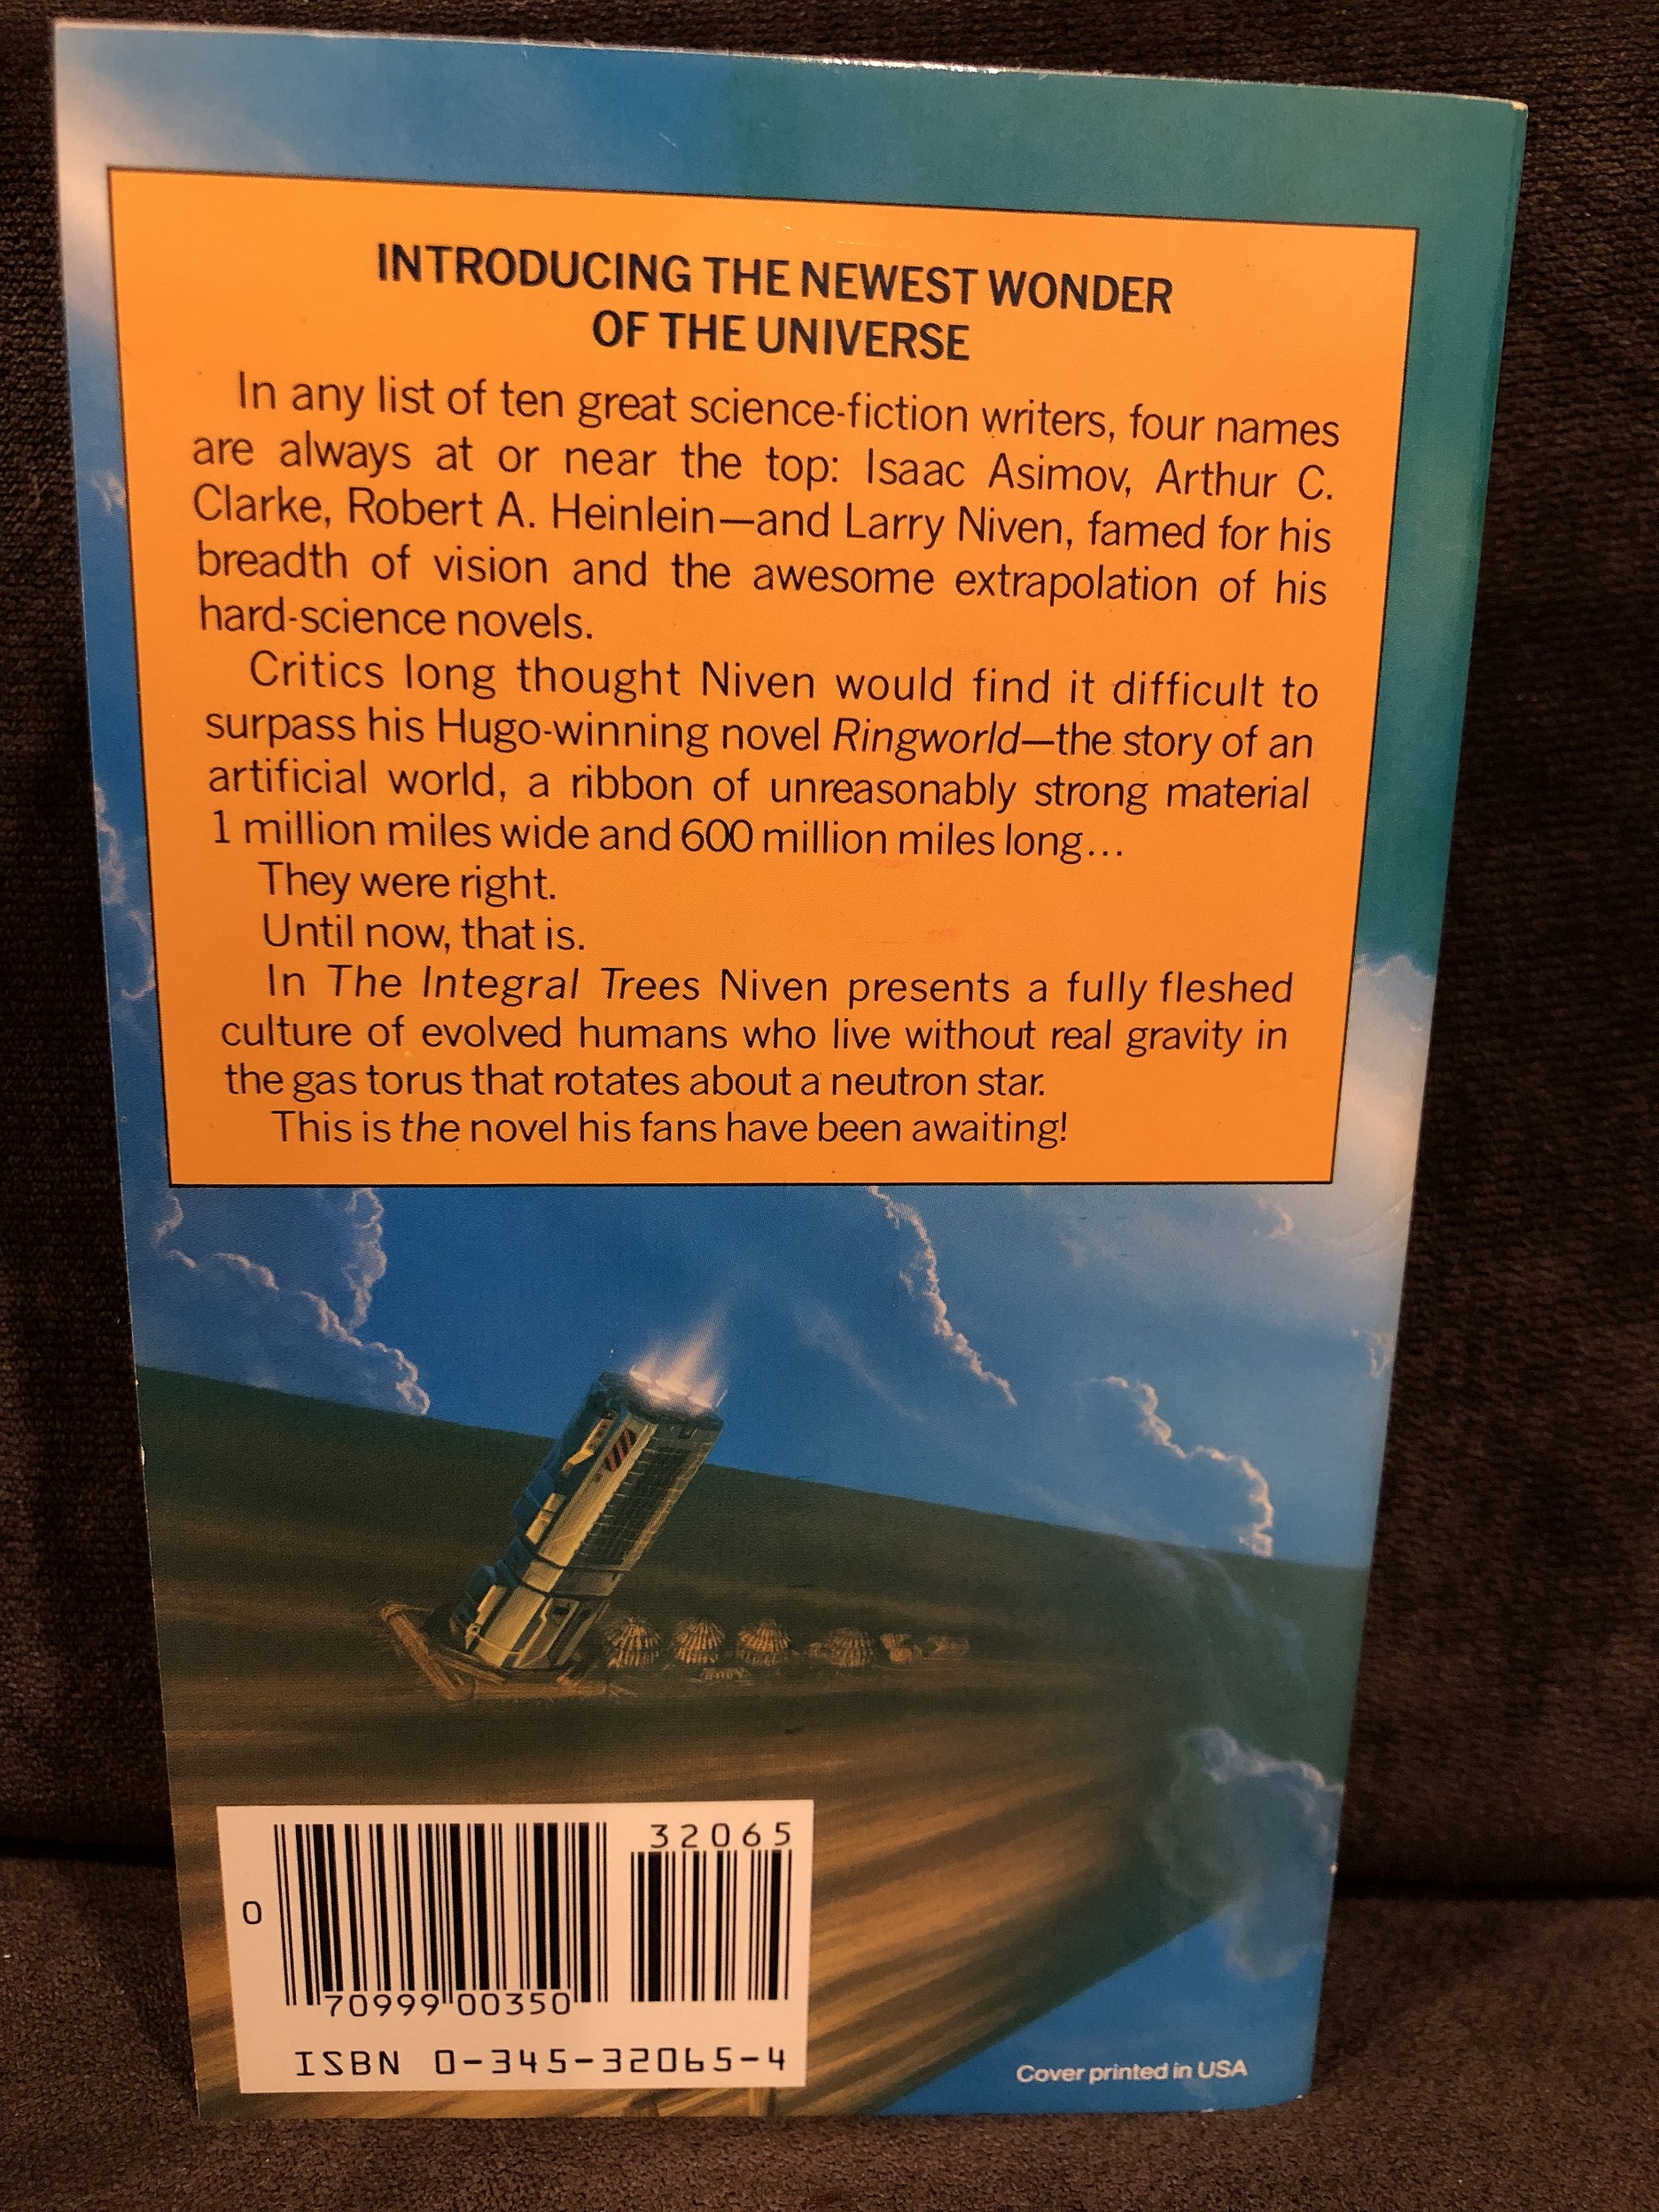 INTRODUCING THE NEWEST WONDER
OF THE UNIVERSE
In any list of ten great science-fiction writers, four names
are always at or near the top: Isaac Asimov, Arthur C.
Clarke, Robert A. Heinlein—and Larry Niven, famed for his
breadth of vision and the awesome extrapolation of his
hard-science novels.
Critics long thought Niven would find it difficult to
surpass his Hugo-winning novel Ringworld—the story of an
artificial world, a ribbon of unreasonably strong material
1 million miles wide and 600 million miles long...
They were right.
Until now, that is.
In The Integral Trees Niven presents a fully fleshed
culture of evolved humans who live without real gravity in
the gas torus that rotates about a neutron star.
This is the novel his fans have been awaiting!
32065
0
70999 00350
ISBN 0-345-32065-4
Cover printed in USA